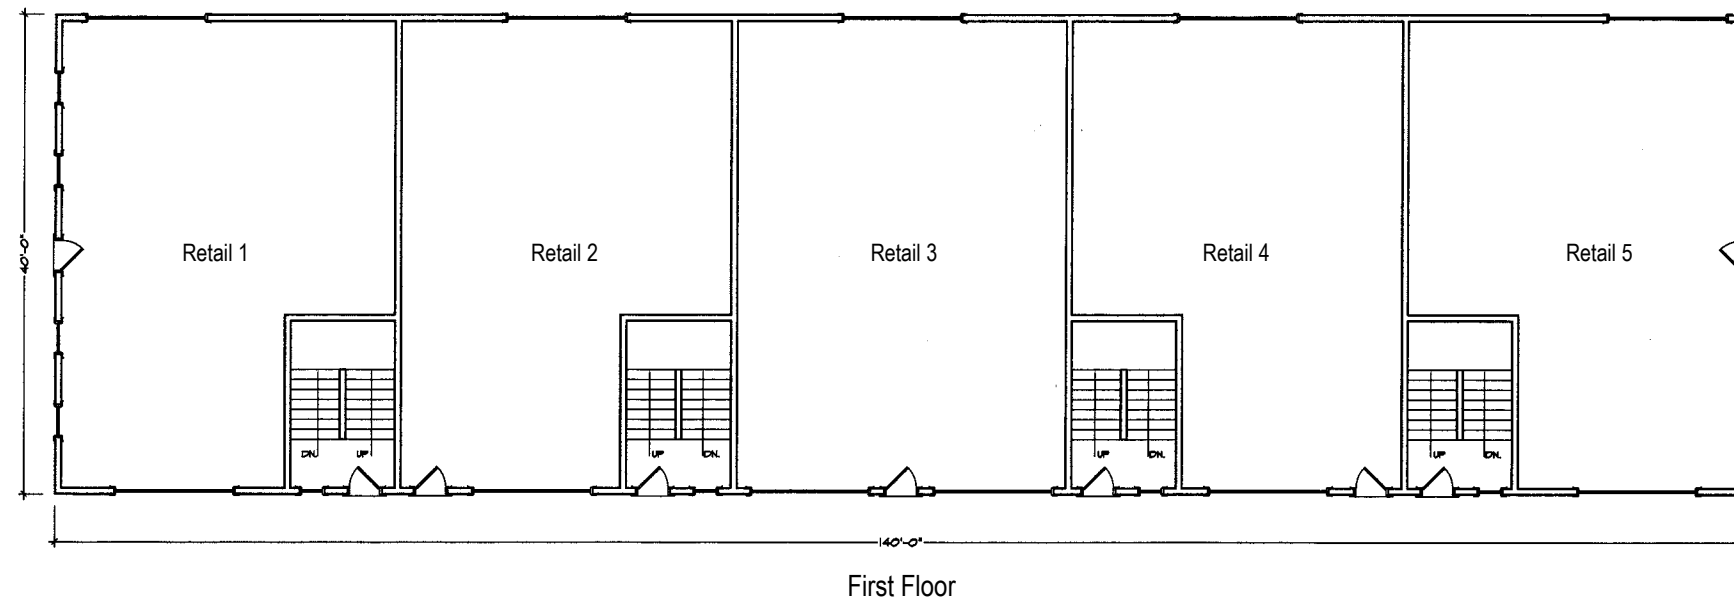 40'-0"
Retail 1
Retail 2
Retail 3
Retail 4
Retail 5
DN.
UP
UP
DN.
UP
DN.
UP
DN.
140'-0"
First Floor